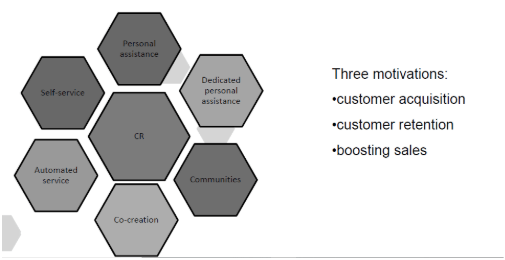 Personal
assistance
Dedicated
personal
assistance
Self-service
CR
Automated
service
Communities
Co-creation
Three motivations:
•customer acquisition
•customer retention
•boosting sales